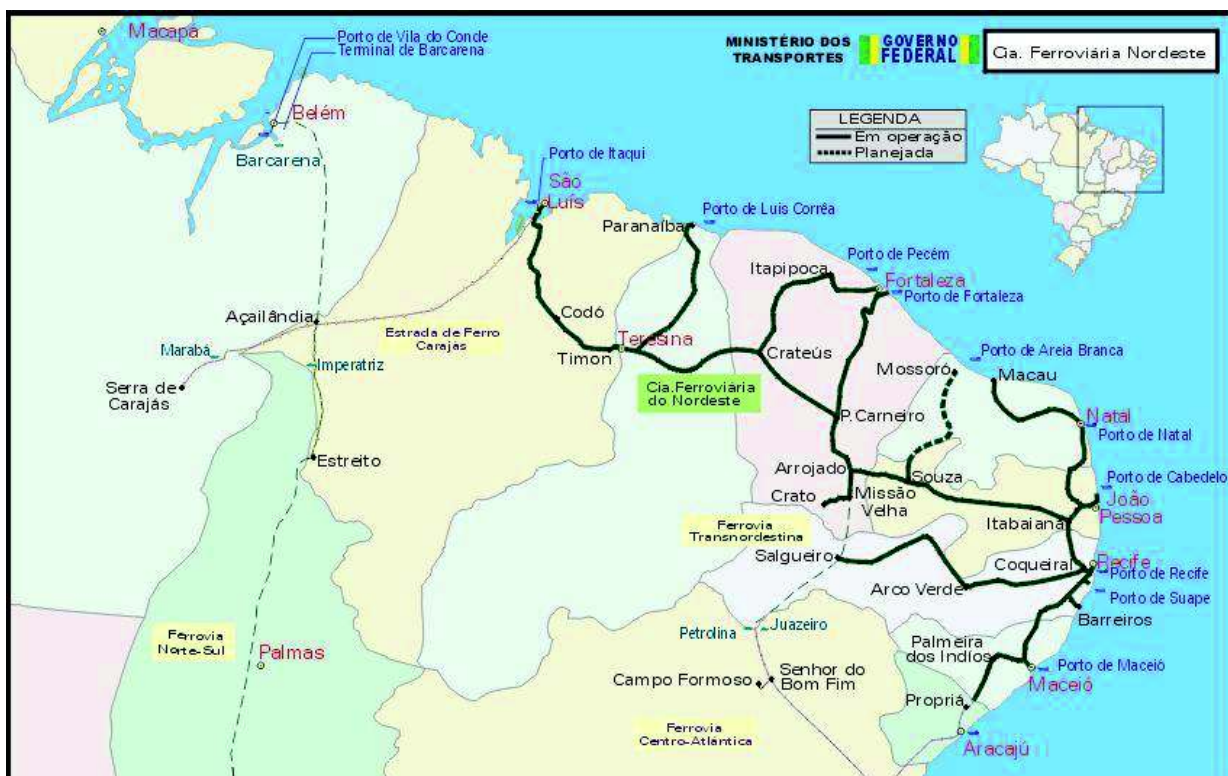 Macapá
Porto de Vila do Conde
Terminal de Barcarena
Belém
Barcarena
MINISTÉRIO DOS
TRANSPORTES
GOVERNO
FEDERAL
Cia. Ferroviária Nordeste
LEGENDA
Em operação
Planejada
Porto de Itaqui
São
Luís
Paranaíba
Porto de Luis Corrêa
Itapipoca
Porto de Pecém
Fortaleza
Porto de Fortaleza
Açailândia
Estrada de Ferro
Carajás
Codó
Timon
Teresina
Crateús
Marabá
Imperatriz
Serra de
Carajás
Cia.Ferroviária
do Nordeste
Mossoró
Porto de Areia Branca
Macau
P.Carneiro
Natal
Porto de Natal
Estreito
Arrojado
Souza
Porto de Cabedelo
Crato
Missão
Velha
João
Pessoa
Itabaiana
Ferrovia
Transnordestina
Salgueiro
Coqueiral
Recife
Porto de Recife
Arco Verde
Porto de Suape
Barreiros
Petrolina
Juazeiro
Ferrovia
Norte-Sul
Palmas
Palmeira
dos Indíos
Porto de Maceió
Maceió
Campo Formoso
Senhor do
Bom Fim
Propriá
Ferrovia
Centro-Atlántica
Aracajú